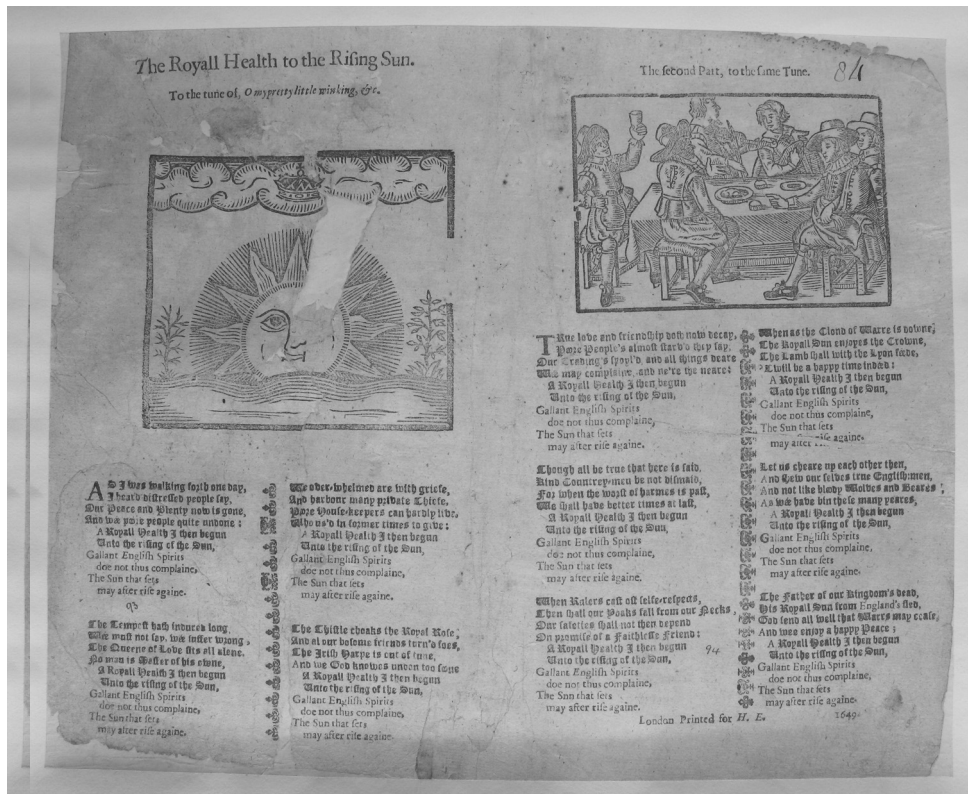 The Royall Health to the Rising Sun.
To the tune of, O my pretty little winking, &c.
AS I was walking forth one day,
I heard distressed people say,
Our Peace and Plenty now is gone,
And wee poore people quite undone:
A Royall Health I then begun
Unto the rising of the Sun,
Gallant English Spirits
doe not thus complaine,
The Sun that sets
may after rise againe.
93
The Tempest hath indured long,
Wee must not say, we suffer wrong,
The Queene of Love sits all alone,
No man is Master of his owne,
A Royall Health I then begun
Unto the rising of the Sun,
Gallant English Spirits
doe not thus complaine,
The Sun that sets
may after rise againe.
We over-whelmed are with griefe,
And harbour many private Thiefe,
Poore House-keepers can hardly live,
Who us'd in former times to give:
A Royall Health I then begun
Unto the rising of the Sun,
Gallant English Spirits
doe not thus complaine,
The Sun that sets
may after rise againe.
The Thistle choaks the Royal Rose,
And al our bosome friends turn'd foes,
The Irish Harpe is out of tune,
And we God knowes undon too soone
A Royall Health I then begun
Unto the rising of the Sun,
Gallant English Spirits
doe not thus complaine,
The Sun that sets
may after rise againe.
The second Part, to the same Tune.
84
TRue love and friendship doth now decay,
Poore People's almost starv'd they say,
Our Trading's spoyl'd, and all things deare
We may complaine, and ne're the neare:
A Royall Health I then begun
Unto the rising of the Sun,
Gallant English Spirits
doe not thus complaine,
The Sun that sets
may after rise againe.
Though all be true that here is said,
Kind Countrey-men be not dismaid,
For when the worst of harmes is past,
We shall have better times at last,
A Royall Health I then begun
Unto the rising of the Sun,
Gallant English Spirits
doe not thus complaine,
The Sun that sets
may after rise againe.
When Rulers cast off selfe-respects,
Then shall our Yoaks fall from our Necks,
Our safeties shall not then depend
On promise of a Faithlesse Friend:
A Royall Health I then begun
Unto the rising of the Sun,
Gallant English Spirits
doe not thus complaine,
The Sun that sets
may after rise againe.
94
When as the Cloud of Warre is downe,
The Royall Sun enjoyes the Crowne,
The Lamb shall with the Lyon feede,
'Twill be a happy time indeed:
A Royall Health I then begun
Unto the rising of the Sun,
Gallant English Spirits
doe not thus complaine,
The Sun that sets
may after rise againe.
Let us cheare up each other then,
And shew our selves true English-men,
And not like bloody Wolves and Beares,
As we have bin these many yeares,
A Royall Health I then begun
Unto the rising of the Sun,
Gallant English Spirits
doe not thus complaine,
The Sun that sets
may after rise againe.
The Father of our Kingdom's dead,
His Royall Sun from England's fled,
God send all well that Warrs may cease,
And wee enjoy a happy Peace;
A Royall Health I then begun
Unto the rising of the Sun,
Gallant English Spirits
doe not thus complaine,
The Sun that sets
may after rise againe.
London Printed for H. E. 1649.